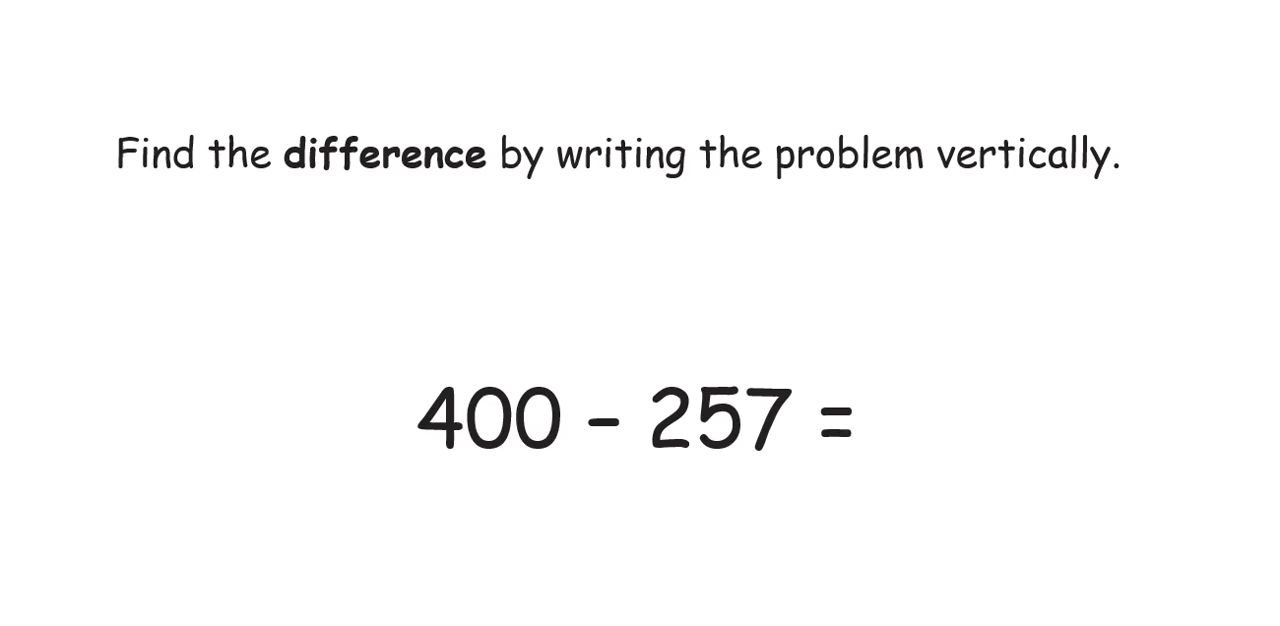 Find the difference by writing the problem vertically.
400 - 257 =